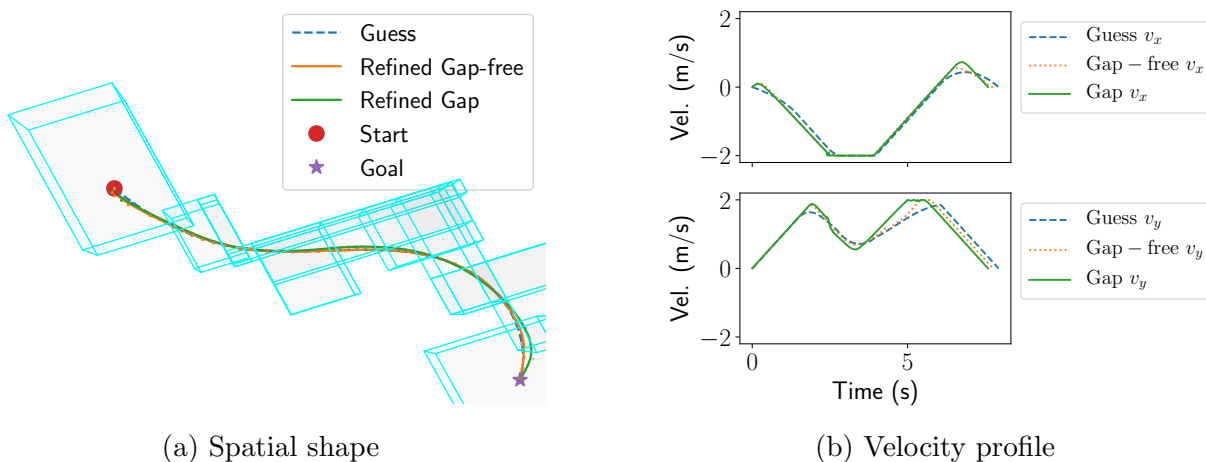 Guess
Refined Gap-free
Refined Gap
Start
Goal
(a) Spatial shape
2
0
−2
Vel. (m/s)
Guess v_x
Gap − free v_x
Gap v_x
2
0
−2
Vel. (m/s)
Guess v_y
Gap − free v_y
Gap v_y
0 5
Time (s)
(b) Velocity profile